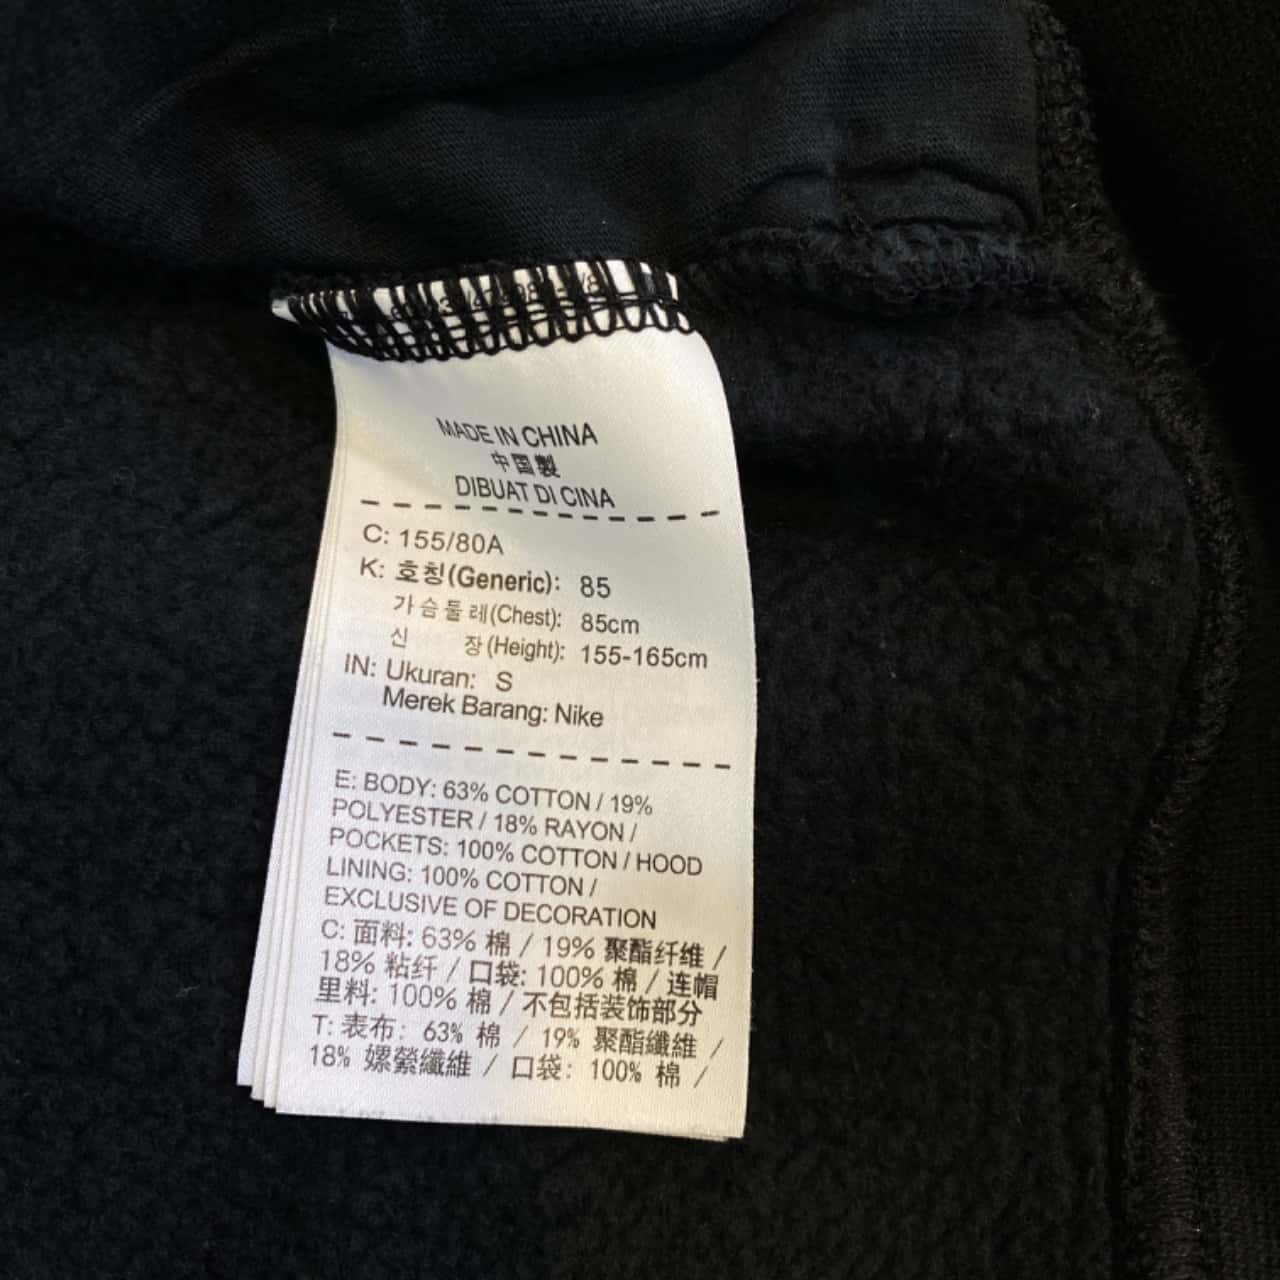 MADE IN CHINA
中国製
DIBUAT DI CINA
C: 155/80A
K: 호칭(Generic): 85
가슴둘레(Chest): 85cm
신 장(Height): 155-165cm
IN: Ukuran: S
Merek Barang: Nike
E: BODY: 63% COTTON / 19%
POLYESTER / 18% RAYON /
POCKETS: 100% COTTON / HOOD
LINING: 100% COTTON /
EXCLUSIVE OF DECORATION
C: 面料: 63% 棉 / 19% 聚酯纤维 /
18% 粘纤 / 口袋: 100% 棉 / 连帽
里料: 100% 棉 / 不包括装饰部分
T: 表布: 63% 棉 / 19% 聚酯纖維 /
18% 嫘縈纖維 / 口袋: 100% 棉 /